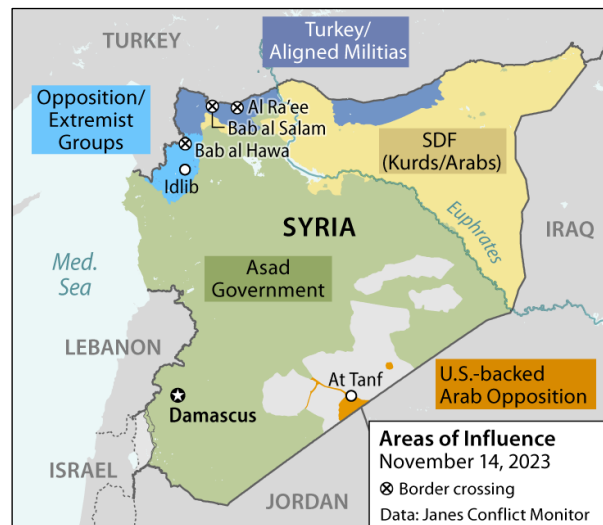 TURKEY
Turkey/
Aligned Militias
Opposition/
Extremist
Groups
Al Ra'ee
Bab al Salam
Bab al Hawa
Idlib
SDF
(Kurds/Arabs)
SYRIA
Euphrates
IRAQ
Med.
Sea
Asad
Government
LEBANON
At Tanf
U.S.-backed
Arab Opposition
Damascus
ISRAEL
JORDAN
Areas of Influence
November 14, 2023
Border crossing
Data: Janes Conflict Monitor